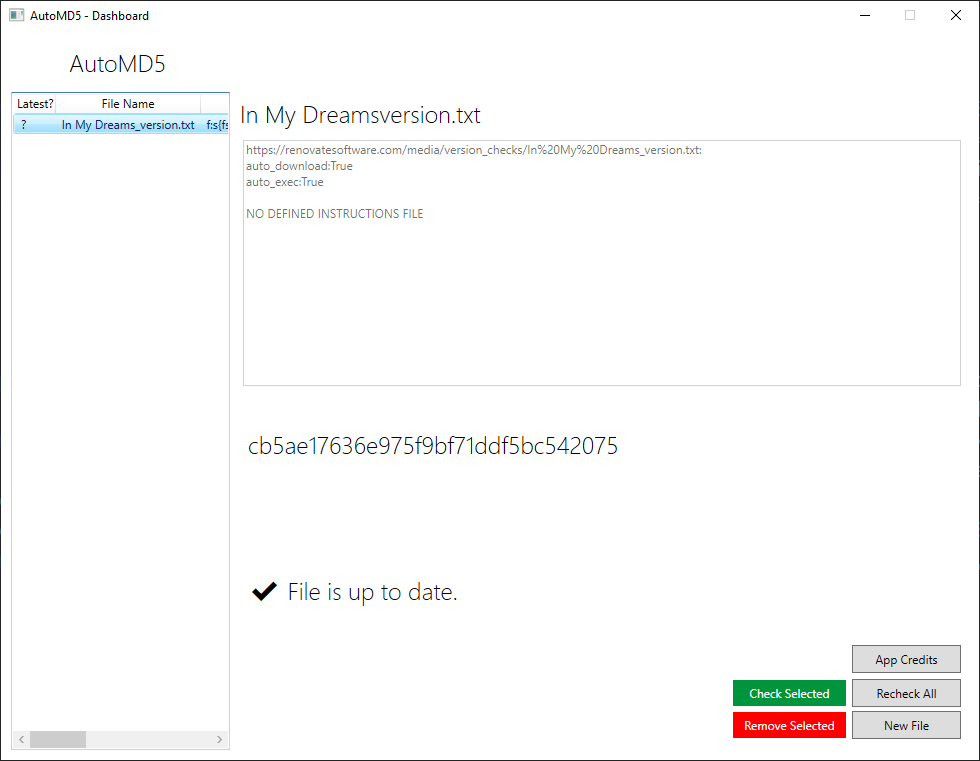 AutoMD5 - Dashboard
AutoMD5
Latest? File Name
? In My Dreams_version.txt f:s{fs
In My Dreamsversion.txt
https://renovatesoftware.com/media/version_checks/In%20My%20Dreams_version.txt:
auto_download:True
auto_exec:True
NO DEFINED INSTRUCTIONS FILE
cb5ae17636e975f9bf71ddf5bc542075
File is up to date.
App Credits
Check Selected Recheck All
Remove Selected New File